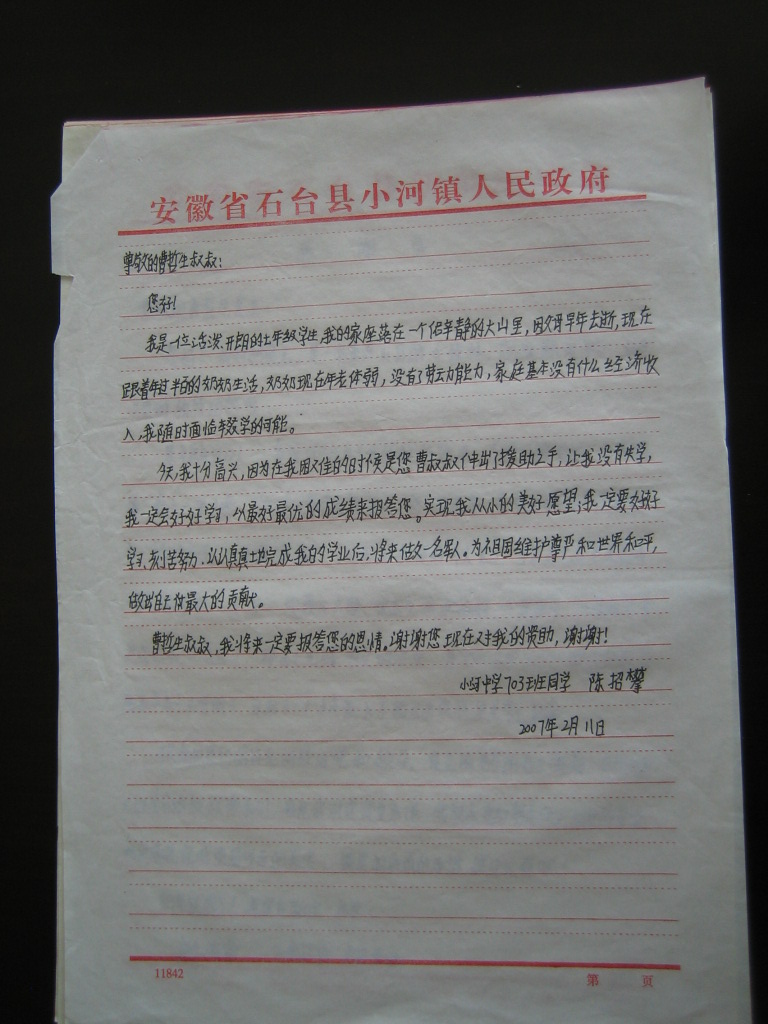 安徽省石台县小河镇人民政府
尊敬的曹哲生叔叔:
您好!
我是一位活泼、开朗的七年级学生,我的家座落在一个僻静的大山里,因父母早年去逝,现在
跟着年过半百的奶奶生活,奶奶现在年老体弱,没有了劳动力能力,家庭基本没有什么经济收
入,我随时面临辍学的可能。
今天,我十分高兴,因为在我困难的时候是您曹叔叔伸出了援助之手,让我没有失学,
我一定会好好学习,以最好最优的成绩来报答您。实现我从小的美好愿望;我一定要好好
学习、刻苦努力、认认真真地完成我的学业后,将来做一名军人。为祖国维护尊严和世界和平,
做出自己最大的贡献。
曹哲生叔叔、我将来一定要报答您的恩情。谢谢您现在对我的资助,谢谢!
小河中学703班同学 陈招攀
2007年2月11日
11842
第 页